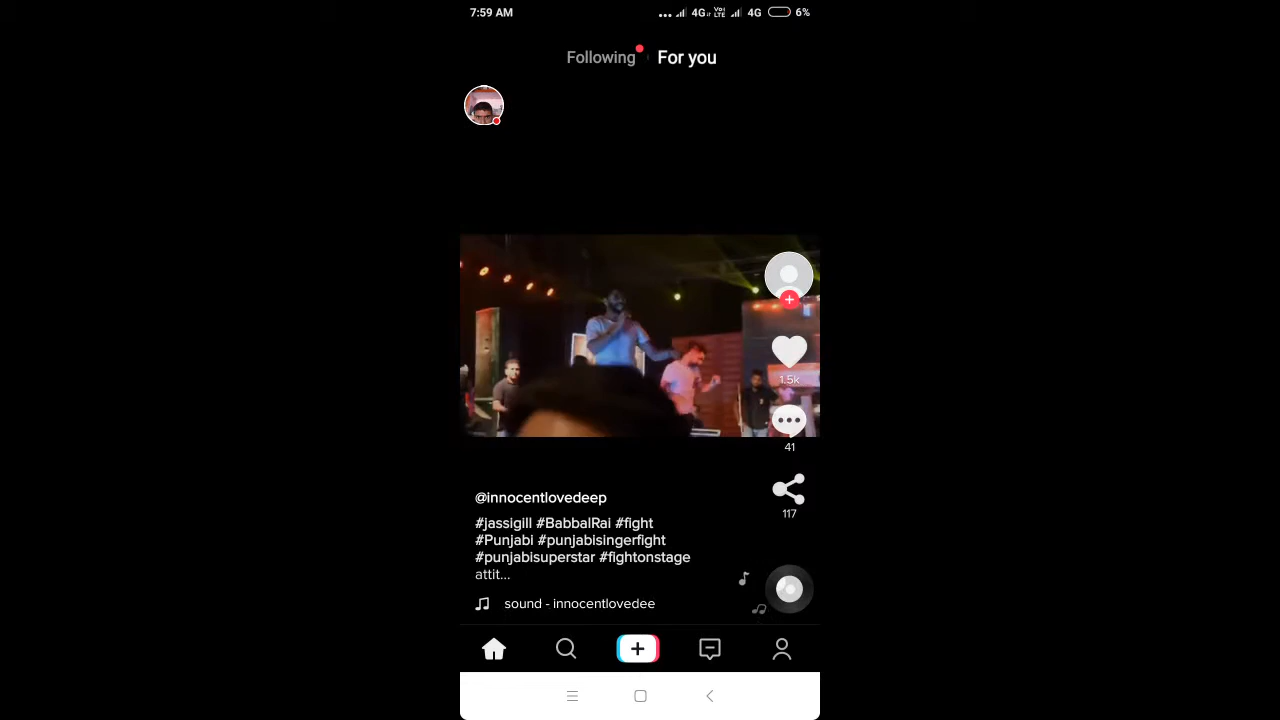 7:59 AM 4G VoLTE 4G 6%
Following For you
1.5k
41
117
@innocentlovedeep
#jassigill #BabbalRai #fight
#Punjabi #punjabisingerfight
#punjabisuperstar #fightonstage
attit...
sound - innocentlovedee